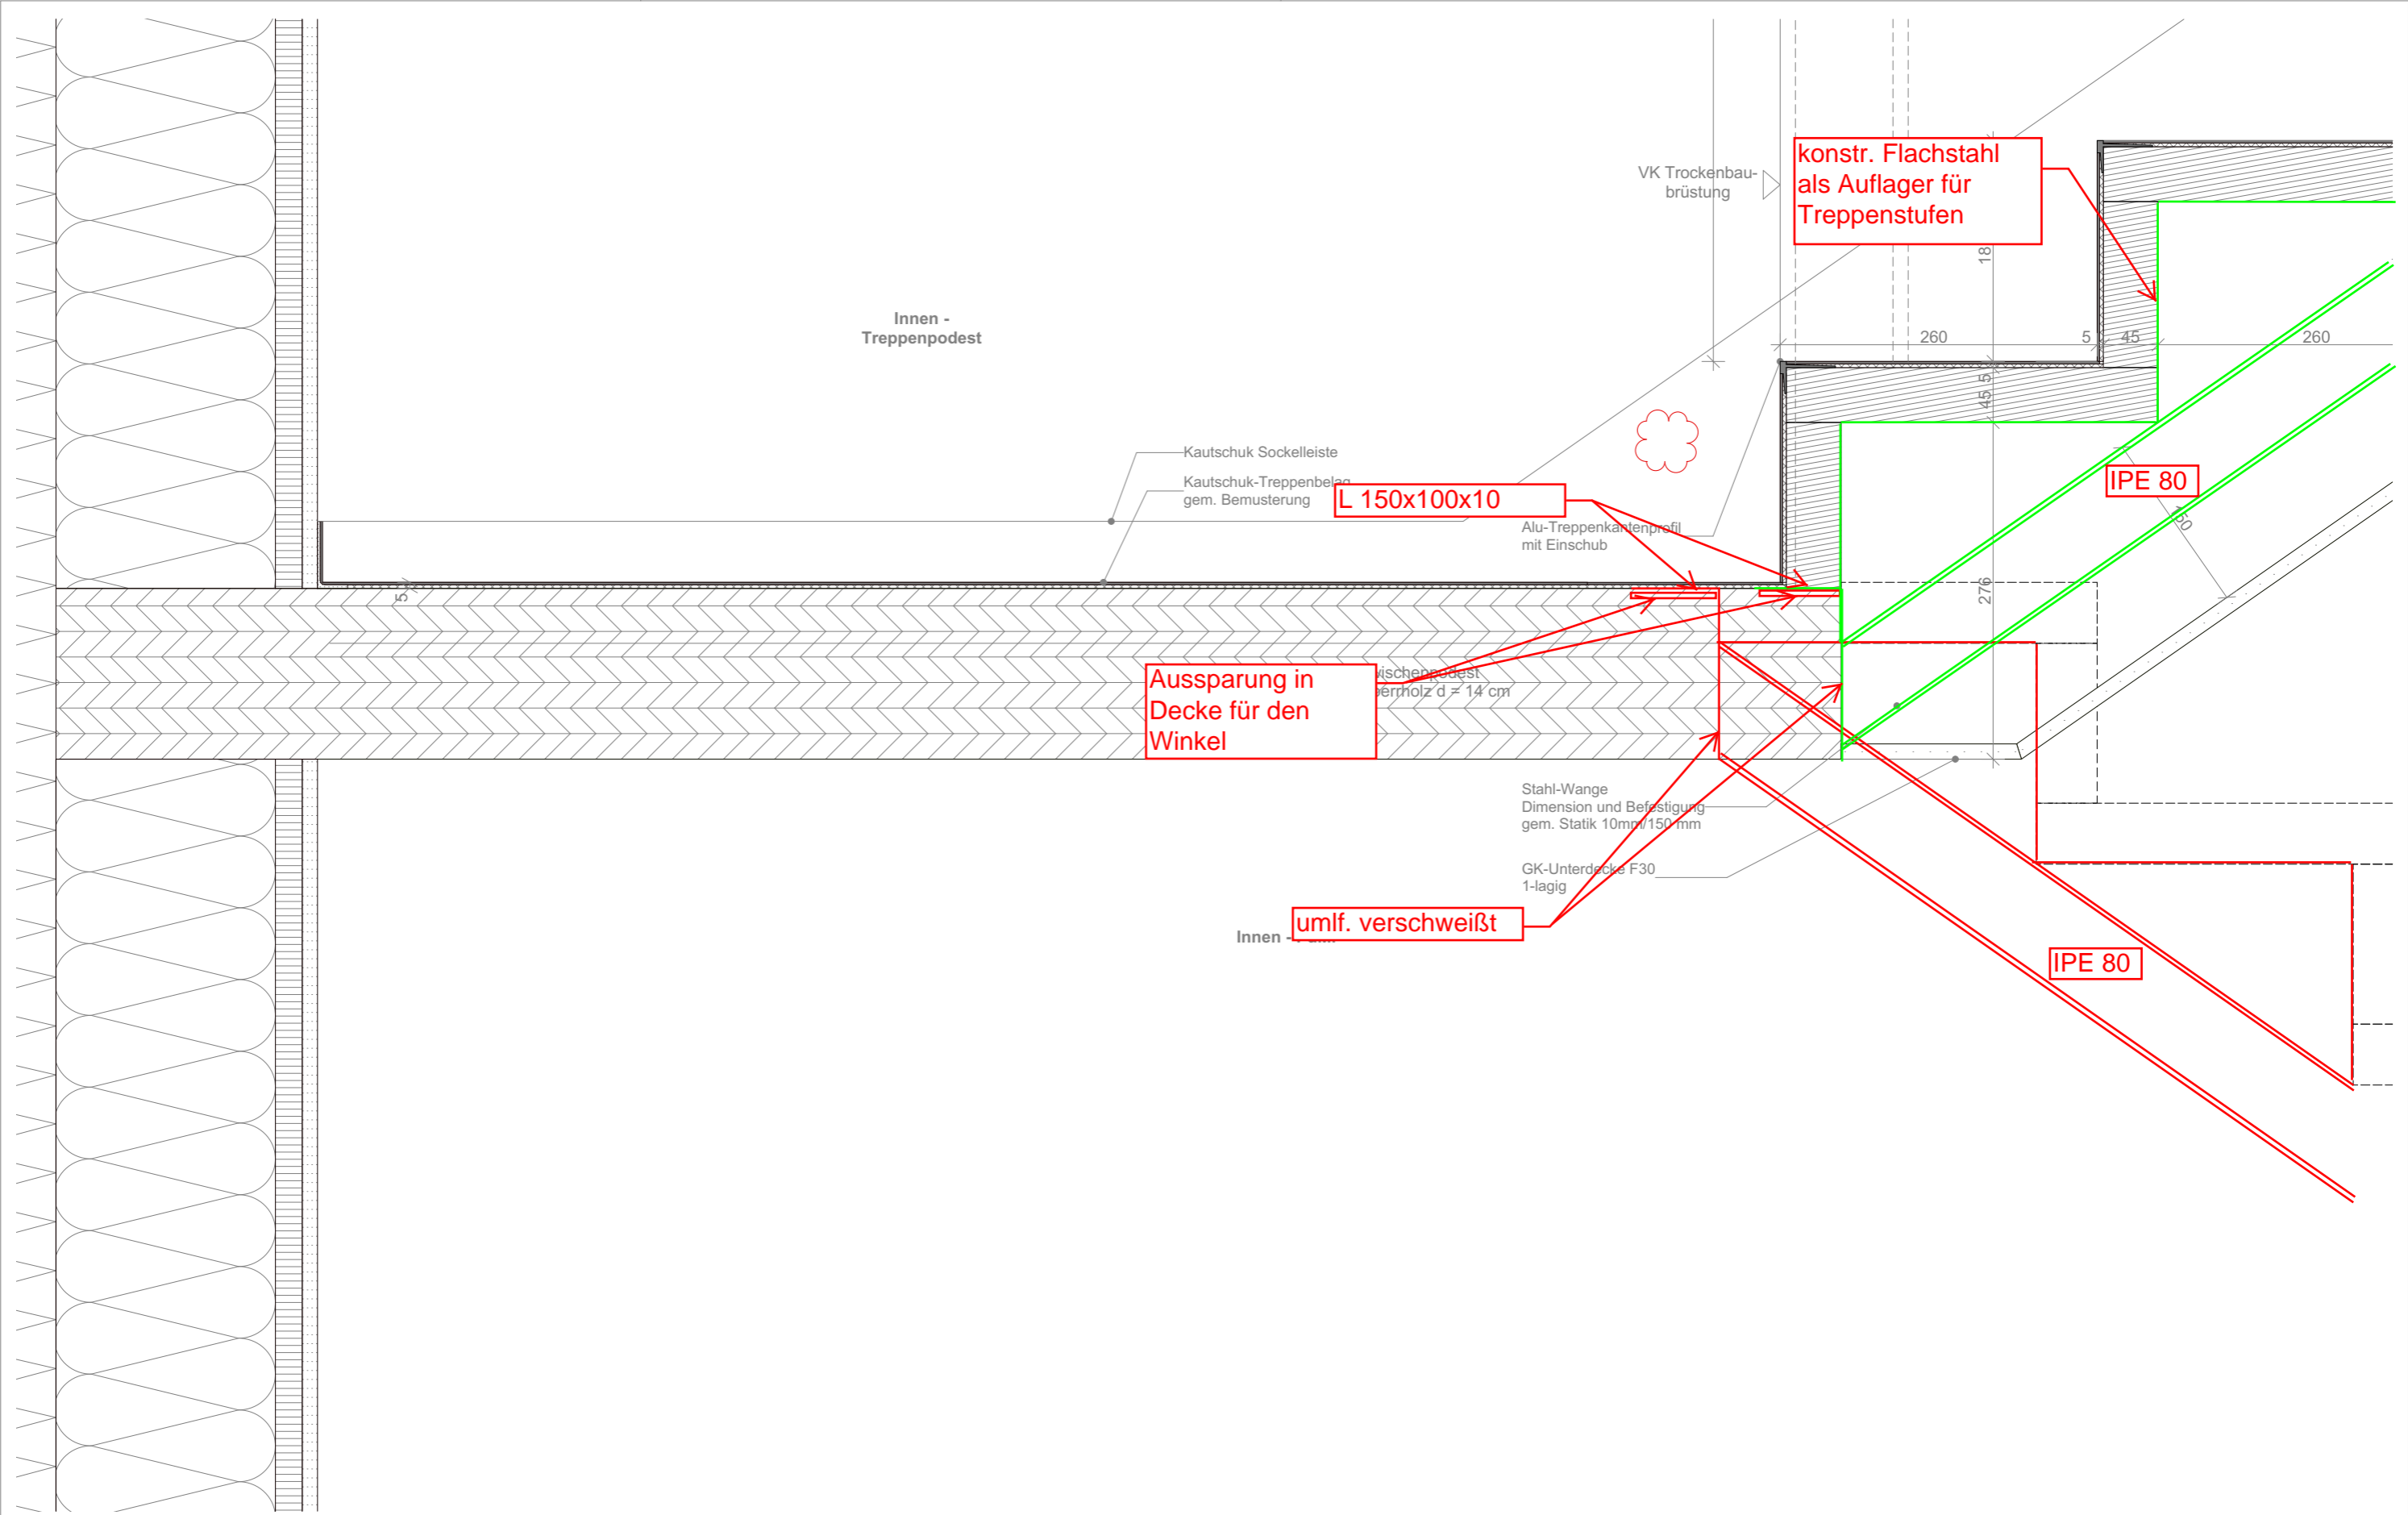 VK Trockenbau-
brüstung
konstr. Flachstahl
als Auflager für
Treppenstufen
18
Innen -
Treppenpodest
260
5
45
260
5
45
Kautschuk Sockelleiste
Kautschuk-Treppenbelag
gem. Bemusterung
L 150x100x10
Alu-Treppenkantenprofil
mit Einschub
IPE 80
150
5
276
Aussparung in
Decke für den
Winkel
d = 14 cm
Stahl-Wange
Dimension und Befestigung
gem. Statik 10mm/150 mm
GK-Unterdecke F30
1-lagig
umlf. verschweißt
Innen -
IPE 80